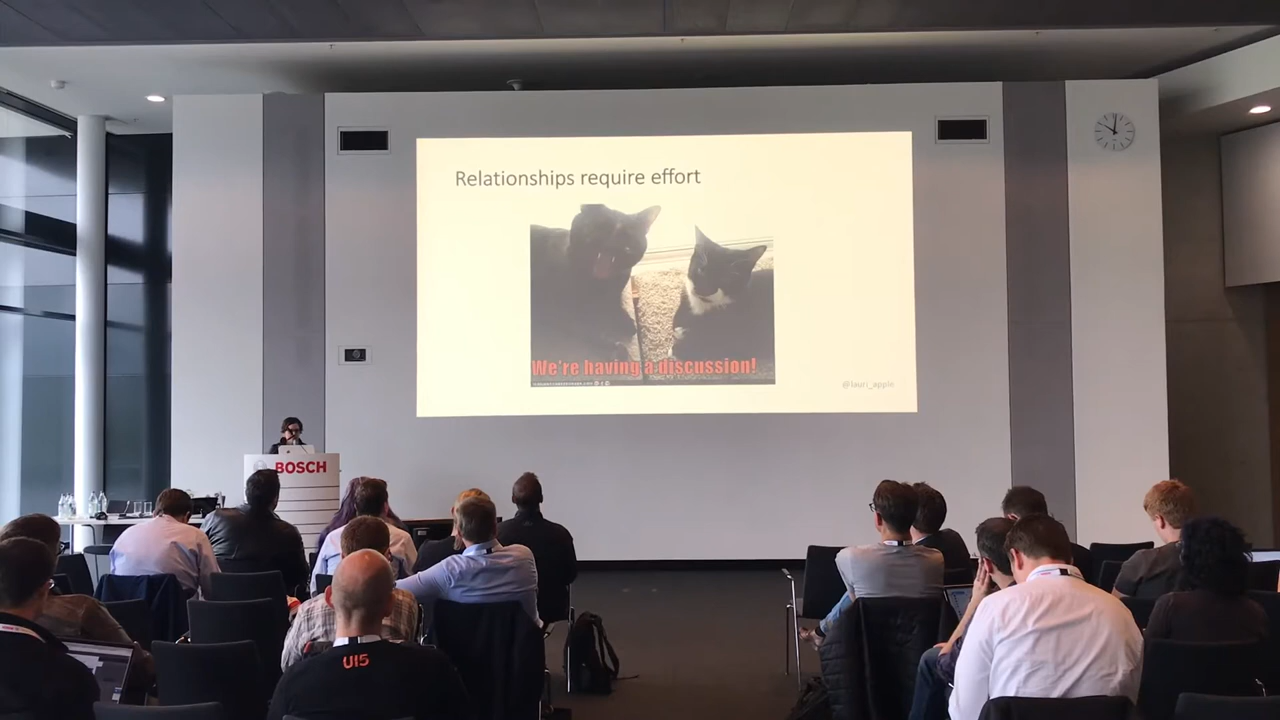 Relationships require effort
We're having a discussion!
@lauri_apple
BOSCH
UI5